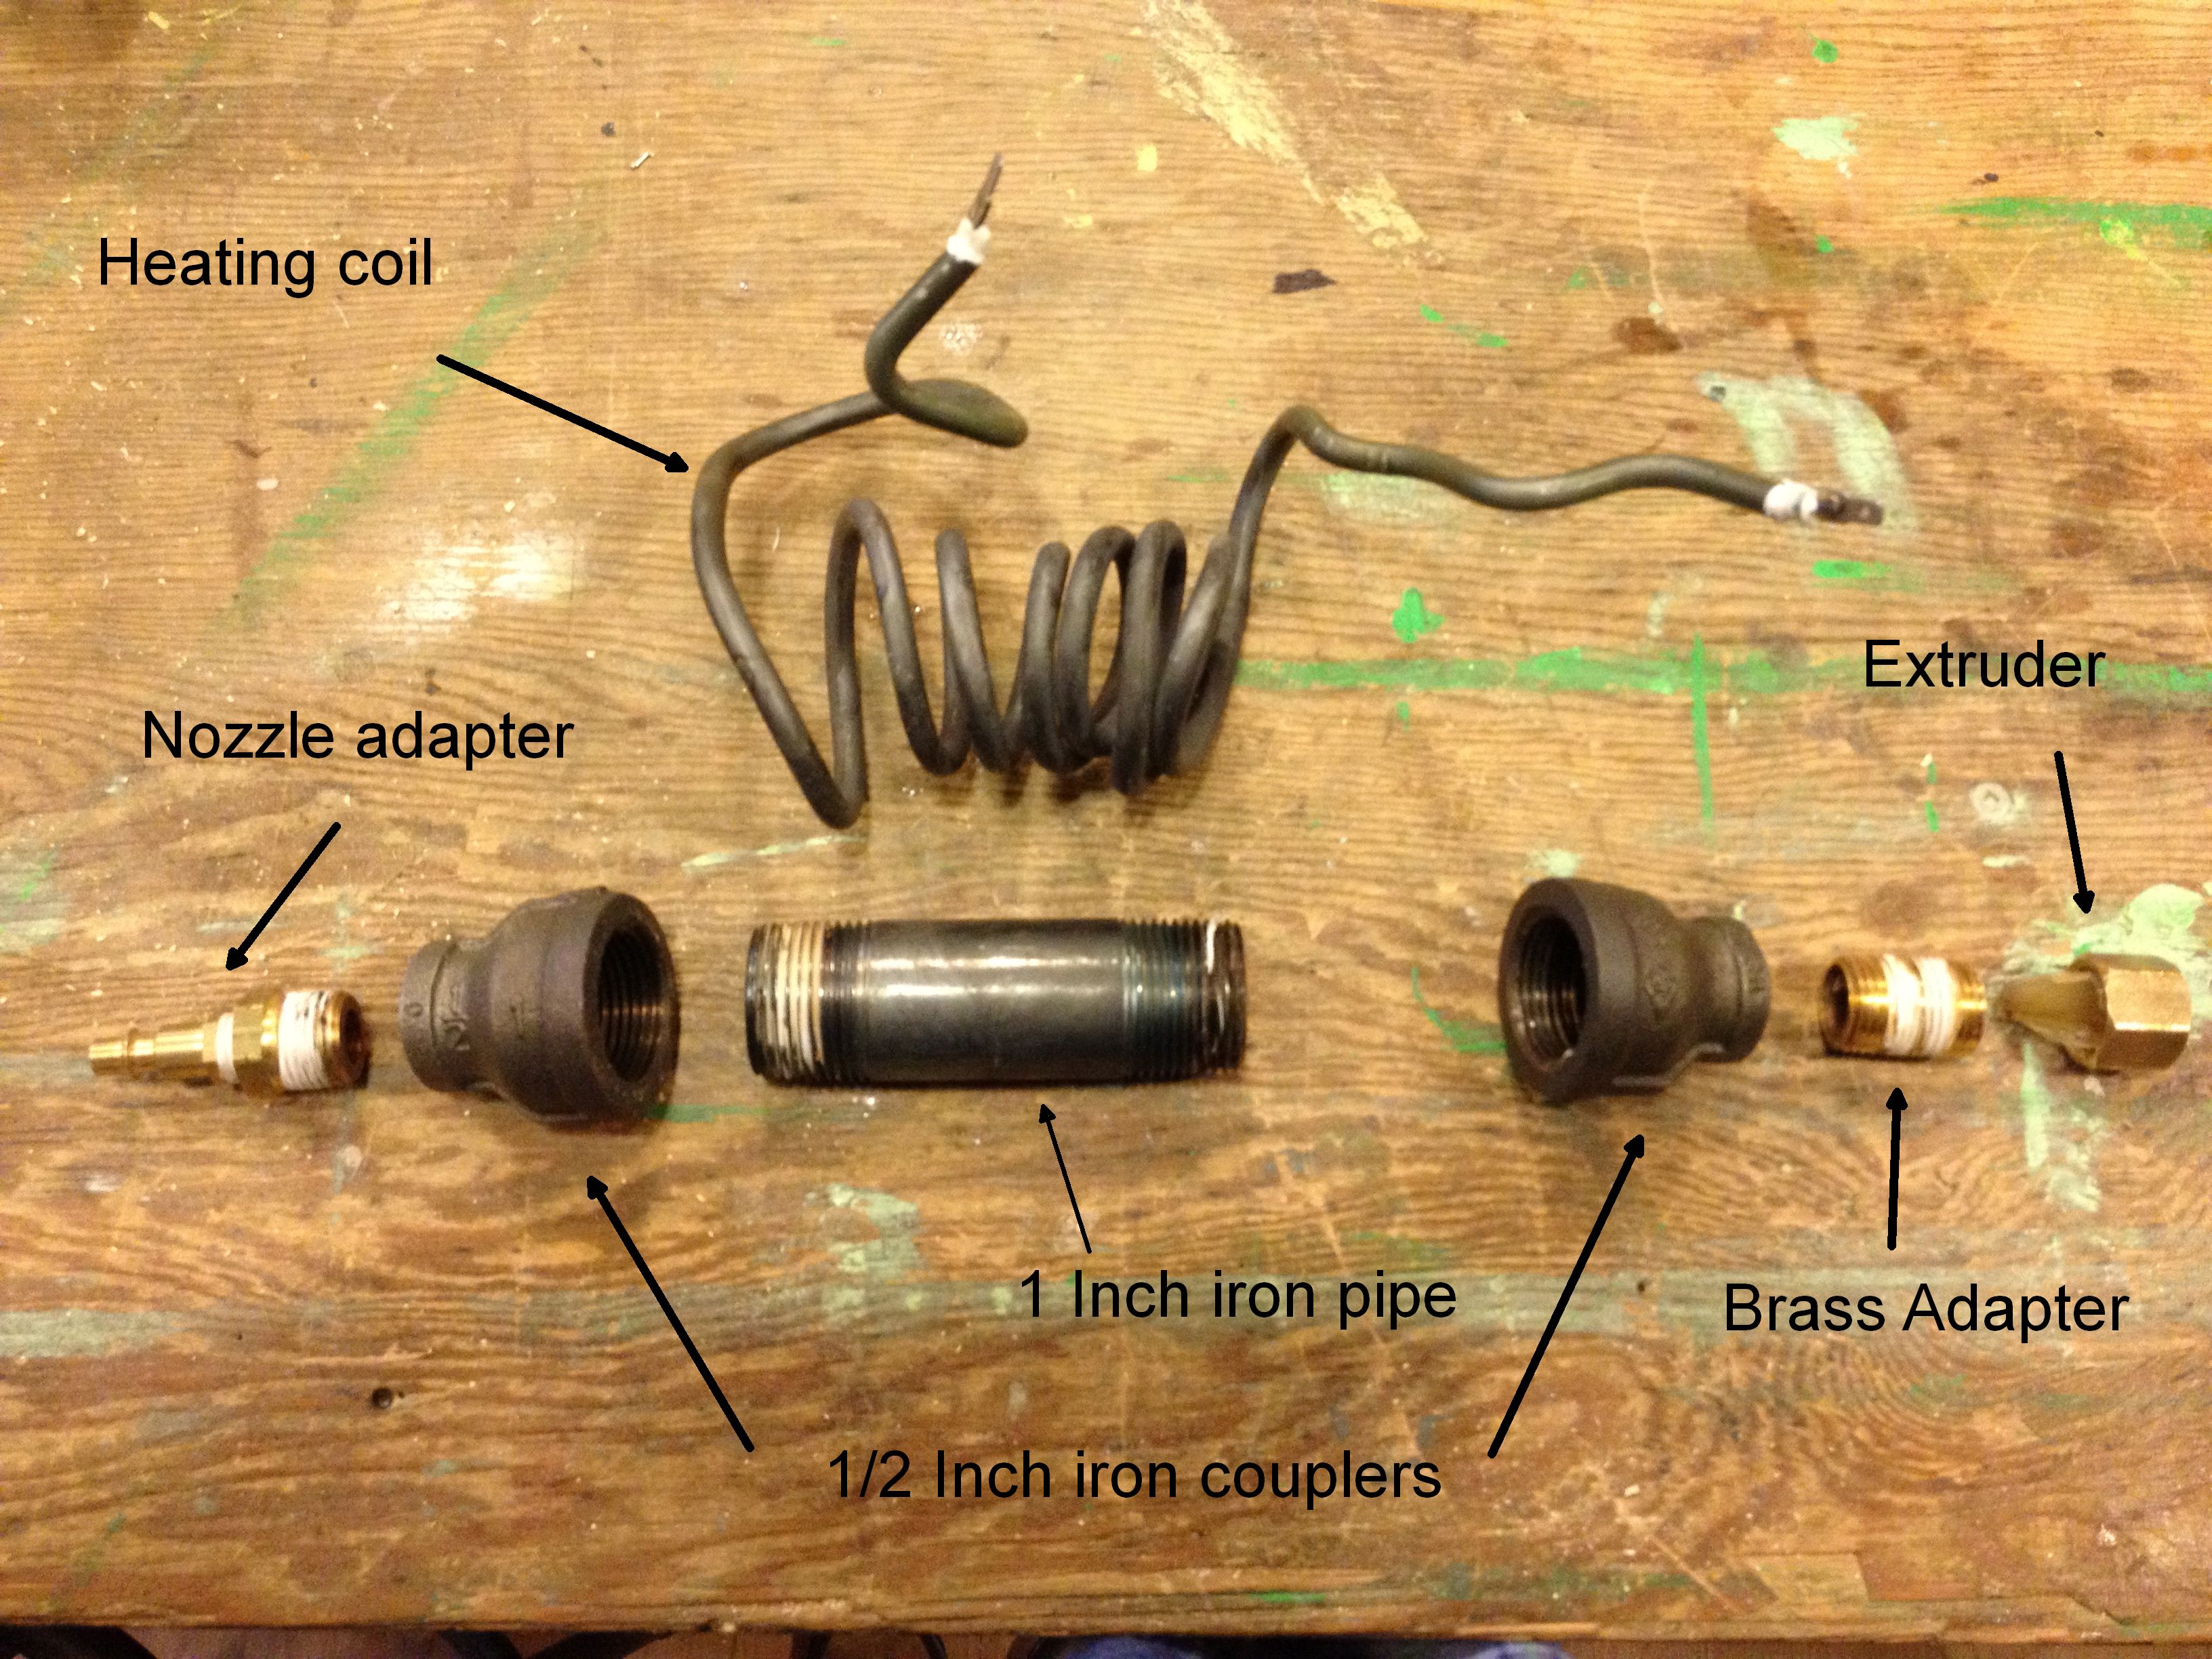 Heating coil
Extruder
Nozzle adapter
1 Inch iron pipe
Brass Adapter
1/2 Inch iron couplers